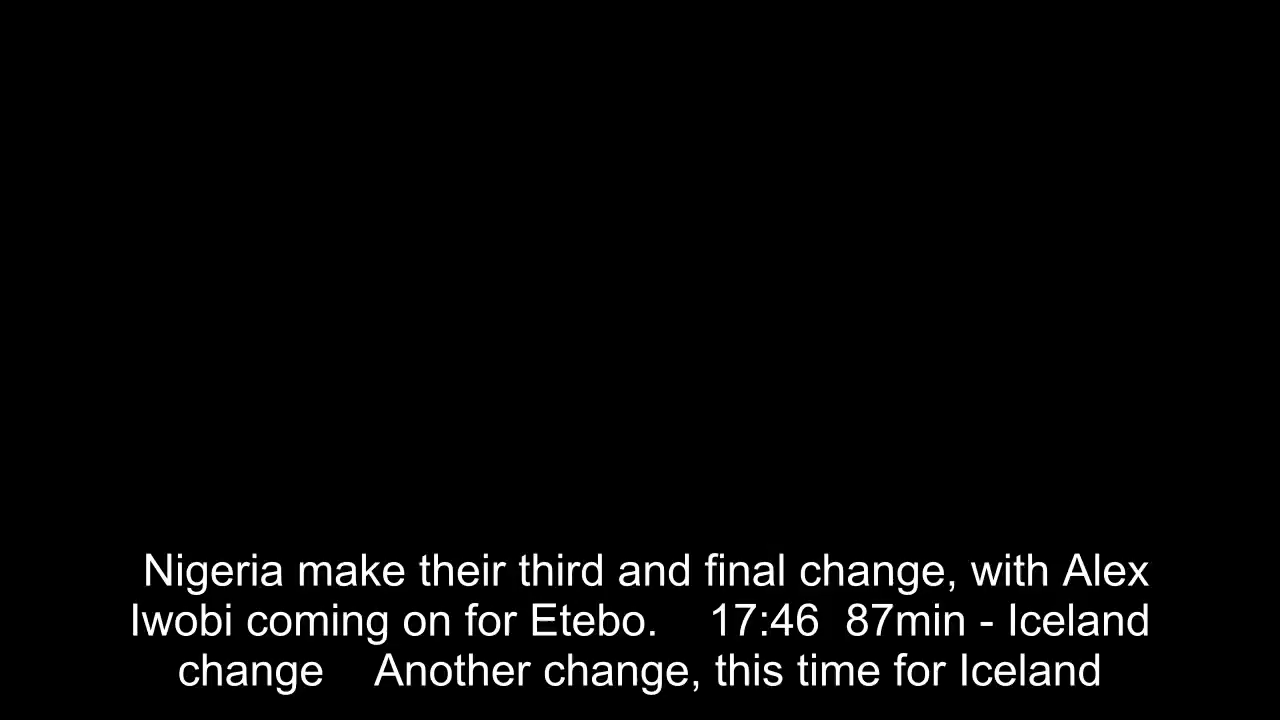 Nigeria make their third and final change, with Alex
Iwobi coming on for Etebo. 17:46 87min - Iceland
change Another change, this time for Iceland